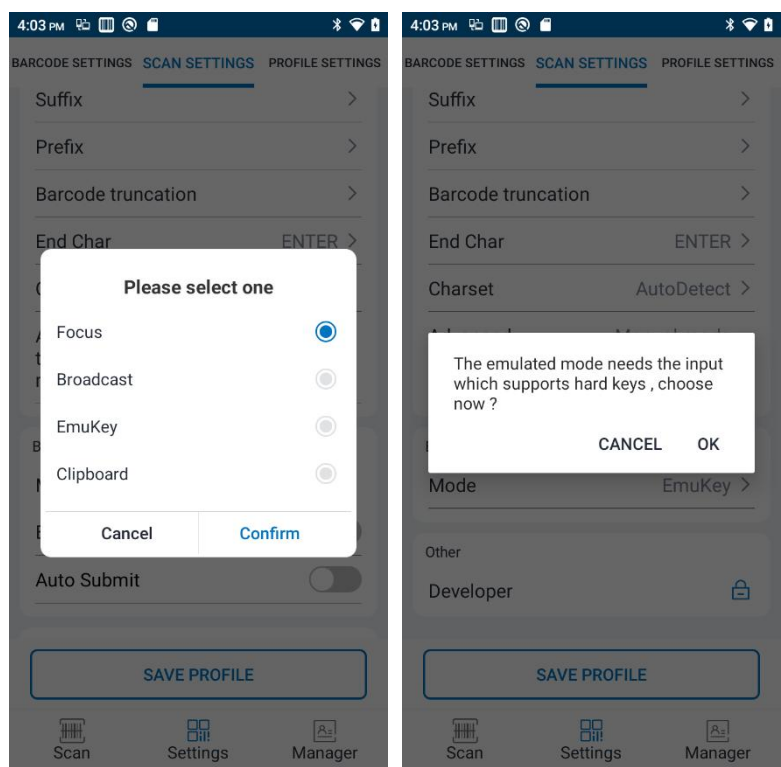 4:03 PM
BARCODE SETTINGS SCAN SETTINGS PROFILE SETTINGS
Suffix
Prefix
Barcode truncation
End Char ENTER
Please select one
Focus
Broadcast
EmuKey
Clipboard
Cancel Confirm
Auto Submit
SAVE PROFILE
Scan Settings Manager
4:03 PM
BARCODE SETTINGS SCAN SETTINGS PROFILE SETTINGS
Suffix
Prefix
Barcode truncation
End Char ENTER
Charset AutoDetect
The emulated mode needs the input
which supports hard keys , choose
now ?
CANCEL OK
Mode EmuKey
Other
Developer
SAVE PROFILE
Scan Settings Manager